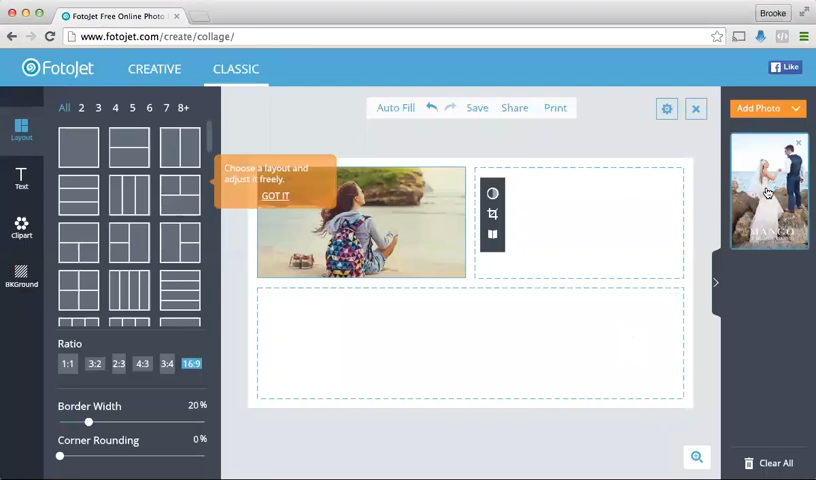 FotoJet Free Online Photo
Brooke
www.fotojet.com/create/collage/
FotoJet
CREATIVE
CLASSIC
Like
All 2 3 4 5 6 7 8+
Auto Fill
Save
Share
Print
Add Photo
Layout
Text
Clipart
BKGround
Choose a layout and
adjust it freely.
GOT IT
MANGO
Ratio
1:1 3:2 2:3 4:3 3:4 16:9
Border Width 20 %
Corner Rounding 0 %
Clear All